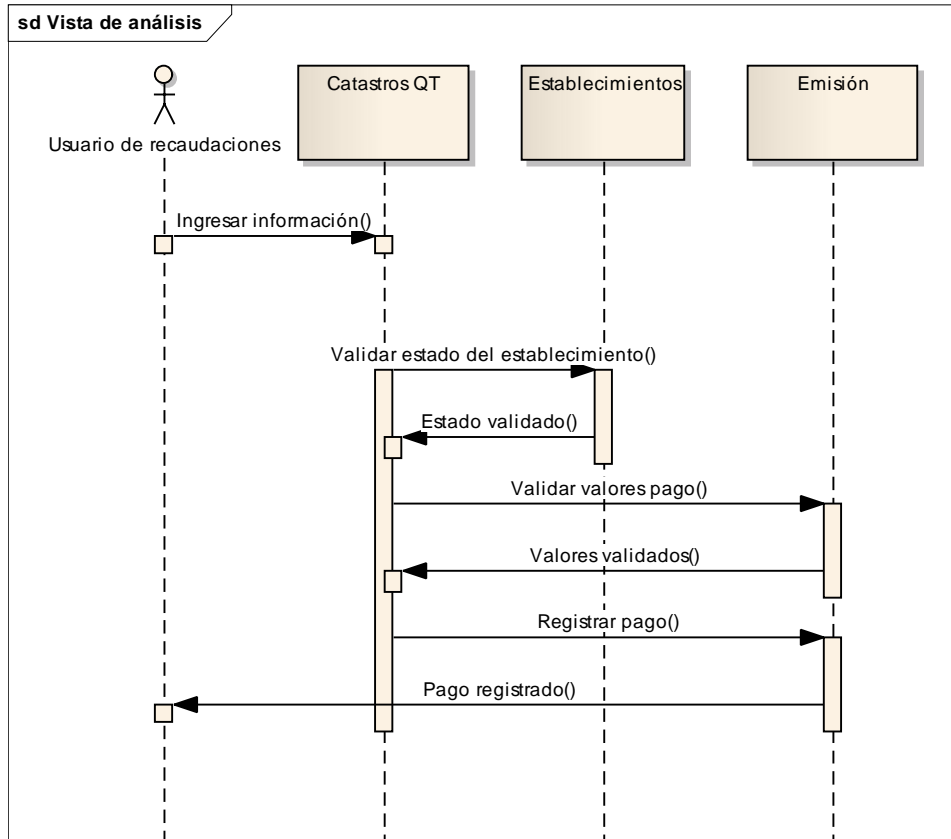 sd Vista de análisis
Usuario de recaudaciones
Catastros QT
Establecimientos
Emisión
Ingresar información()
Validar estado del establecimiento()
Estado validado()
Validar valores pago()
Valores validados()
Registrar pago()
Pago registrado()